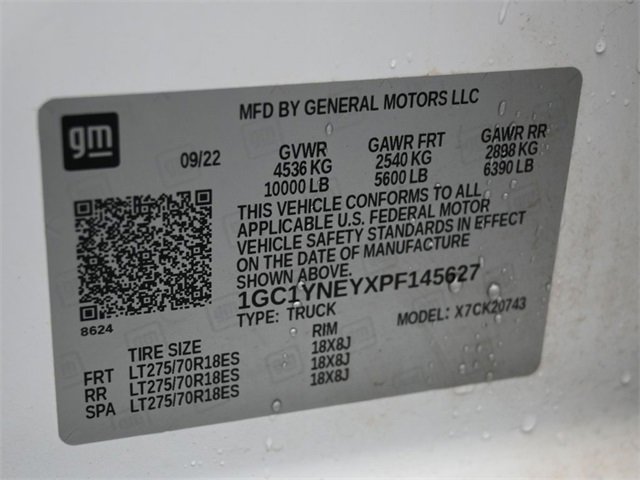 gm
MFD BY GENERAL MOTORS LLC
09/22 GVWR GAWR FRT GAWR RR
4536 KG 2540 KG 2898 KG
10000 LB 5600 LB 6390 LB
THIS VEHICLE CONFORMS TO ALL
APPLICABLE U.S. FEDERAL MOTOR
VEHICLE SAFETY STANDARDS IN EFFECT
ON THE DATE OF MANUFACTURE
SHOWN ABOVE.
1GC1YNEYXPF145627
8624 TYPE: TRUCK MODEL: X7CK20743
TIRE SIZE RIM
FRT LT275/70R18ES 18X8J
RR LT275/70R18ES 18X8J
SPA LT275/70R18ES 18X8J